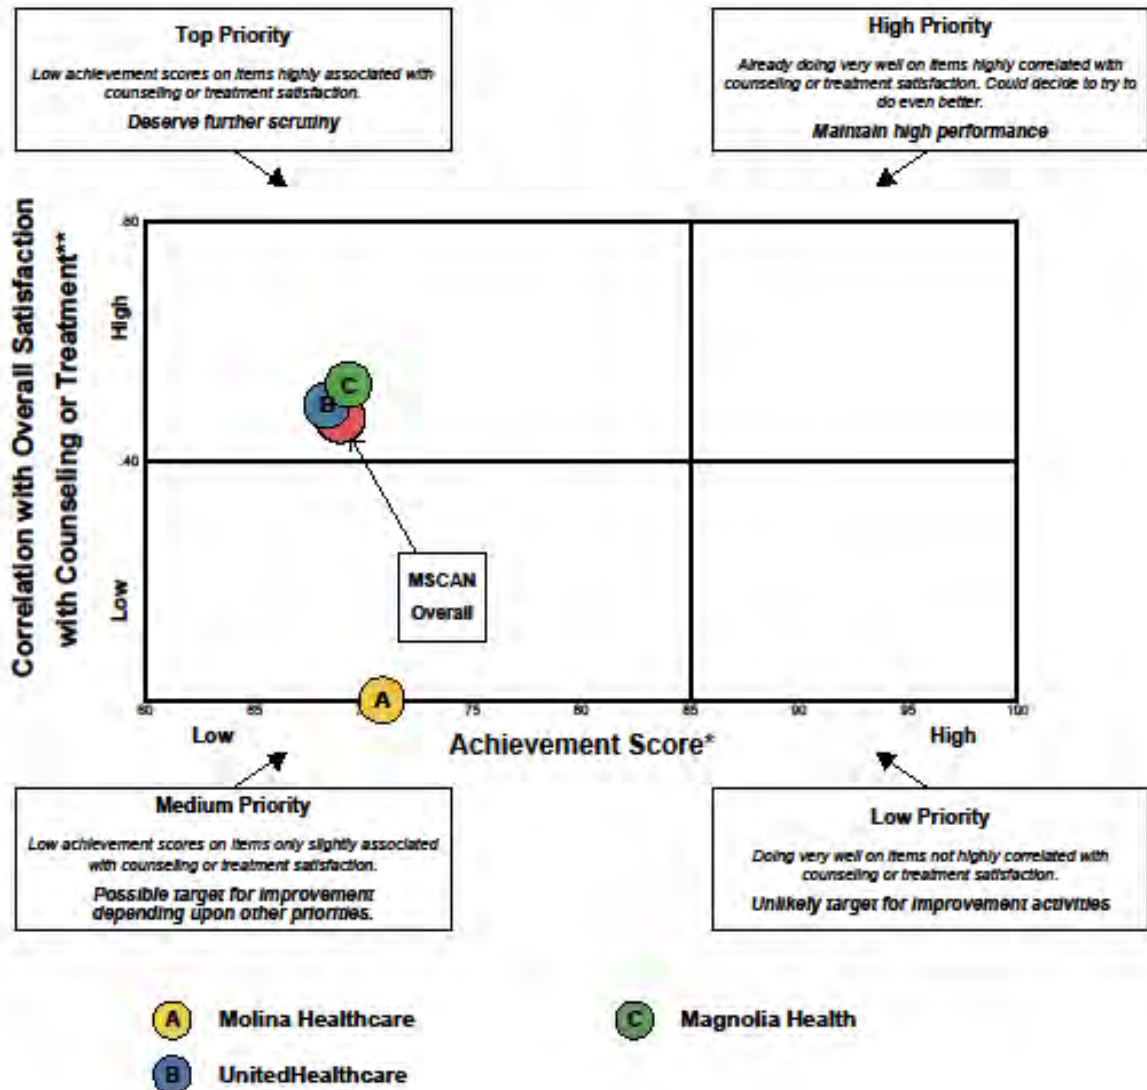 Top Priority
Low achievement scores on items highly associated with
counseling or treatment satisfaction.
Deserve further scrutiny
High Priority
Already doing very well on items highly correlated with
counseling or treatment satisfaction. Could decide to try to
do even better.
Maintain high performance
Correlation with Overall Satisfaction
with Counseling or Treatment**
High
Low
.80
.40
C
B
MSCAN
Overall
A
60
65
75
80
85
90
95
100
Low
Achievement Score*
High
Medium Priority
Low achievement scores on items only slightly associated
with counseling or treatment satisfaction.
Possible target for improvement
depending upon other priorities.
Low Priority
Doing very well on items not highly correlated with
counseling or treatment satisfaction.
Unlikely target for improvement activities
A Molina Healthcare
C Magnolia Health
B UnitedHealthcare